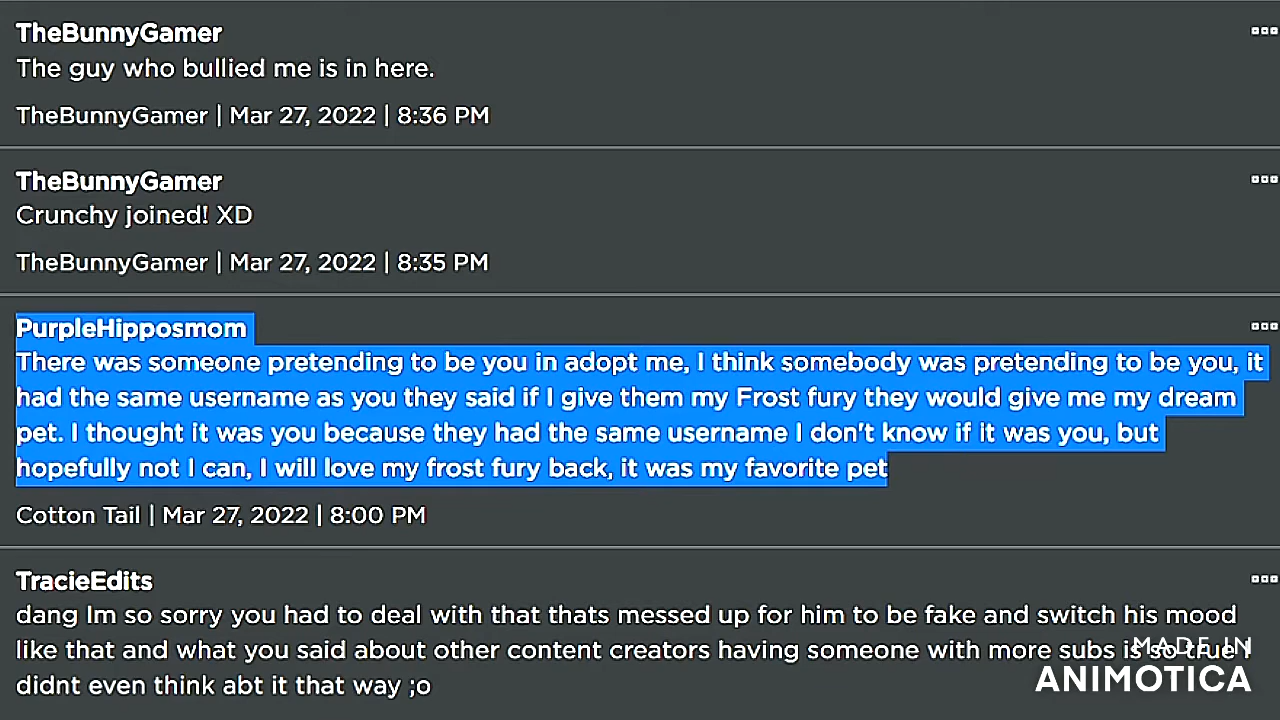 TheBunnyGamer
The guy who bullied me is in here.
TheBunnyGamer | Mar 27, 2022 | 8:36 PM
TheBunnyGamer
Crunchy joined! XD
TheBunnyGamer | Mar 27, 2022 | 8:35 PM
PurpleHipposmom
There was someone pretending to be you in adopt me, I think somebody was pretending to be you, it
had the same username as you they said if I give them my Frost fury they would give me my dream
pet. I thought it was you because they had the same username I don't know if it was you, but
hopefully not I can, I will love my frost fury back, it was my favorite pet
Cotton Tail | Mar 27, 2022 | 8:00 PM
TracieEdits
dang Im so sorry you had to deal with that thats messed up for him to be fake and switch his mood
like that and what you said about other content creators having someone with more subs is so true I
didnt even think abt it that way ;o
MADE IN
ANIMOTICA